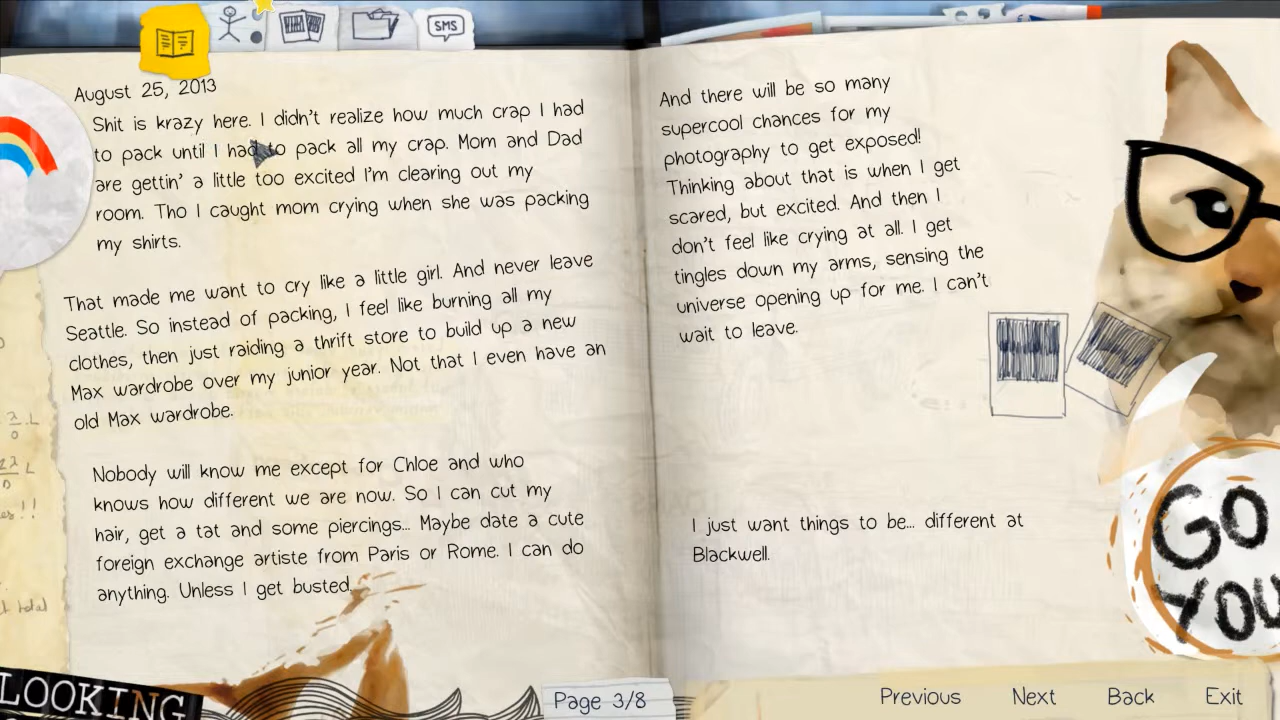 SMS
August 25, 2013
Shit is krazy here. I didn't realize how much crap I had
to pack until I had to pack all my crap. Mom and Dad
are gettin' a little too excited I'm clearing out my
room. Tho I caught mom crying when she was packing
my shirts.
That made me want to cry like a little girl. And never leave
Seattle. So instead of packing, I feel like burning all my
clothes, then just raiding a thrift store to build up a new
Max wardrobe over my junior year. Not that I even have an
old Max wardrobe.
Nobody will know me except for Chloe and who
knows how different we are now. So I can cut my
hair, get a tat and some piercings... Maybe date a cute
foreign exchange artiste from Paris or Rome. I can do
anything. Unless I get busted.
And there will be so many
supercool chances for my
photography to get exposed!
Thinking about that is when I get
scared, but excited. And then I
don't feel like crying at all. I get
tingles down my arms, sensing the
universe opening up for me. I can't
wait to leave.
I just want things to be... different at
Blackwell.
GO
YOU
LOOKING
Page 3/8
Previous
Next
Back
Exit